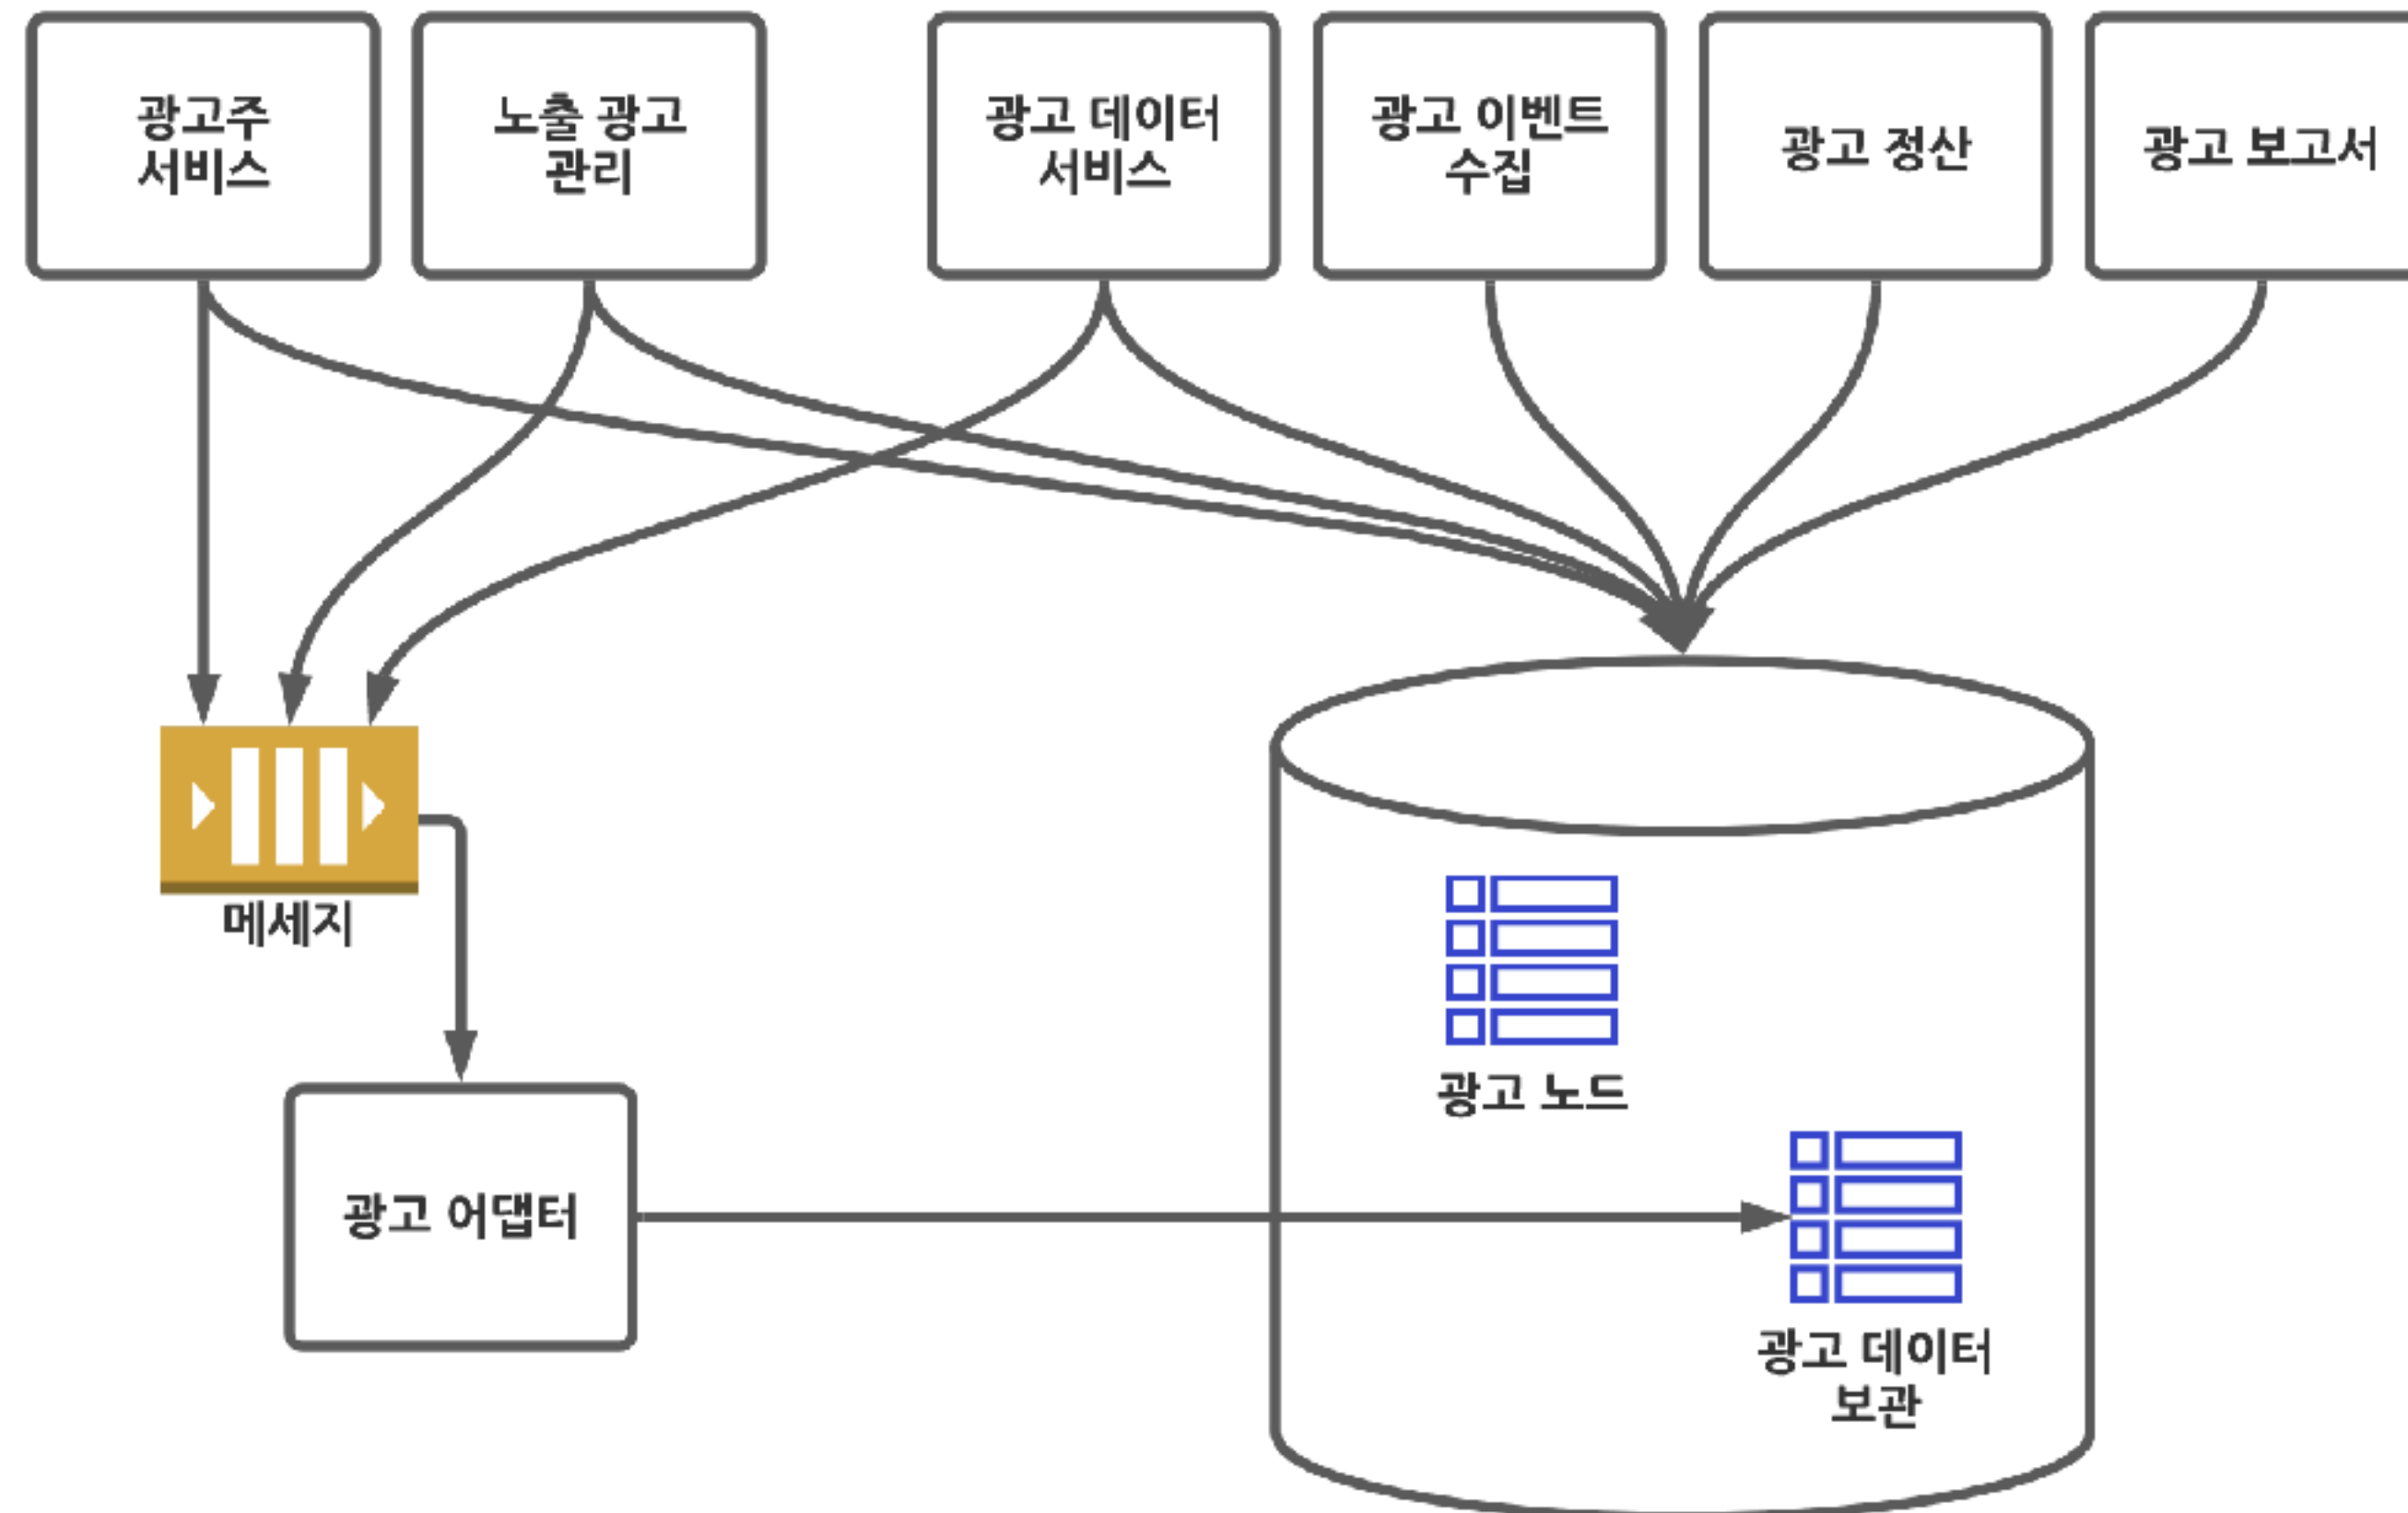 광고주
서비스
노출 광고
관리
광고 데이터
서비스
광고 이벤트
수집
광고 정산
광고 보고서
메세지
광고 노드
광고 어댑터
광고 데이터
보관